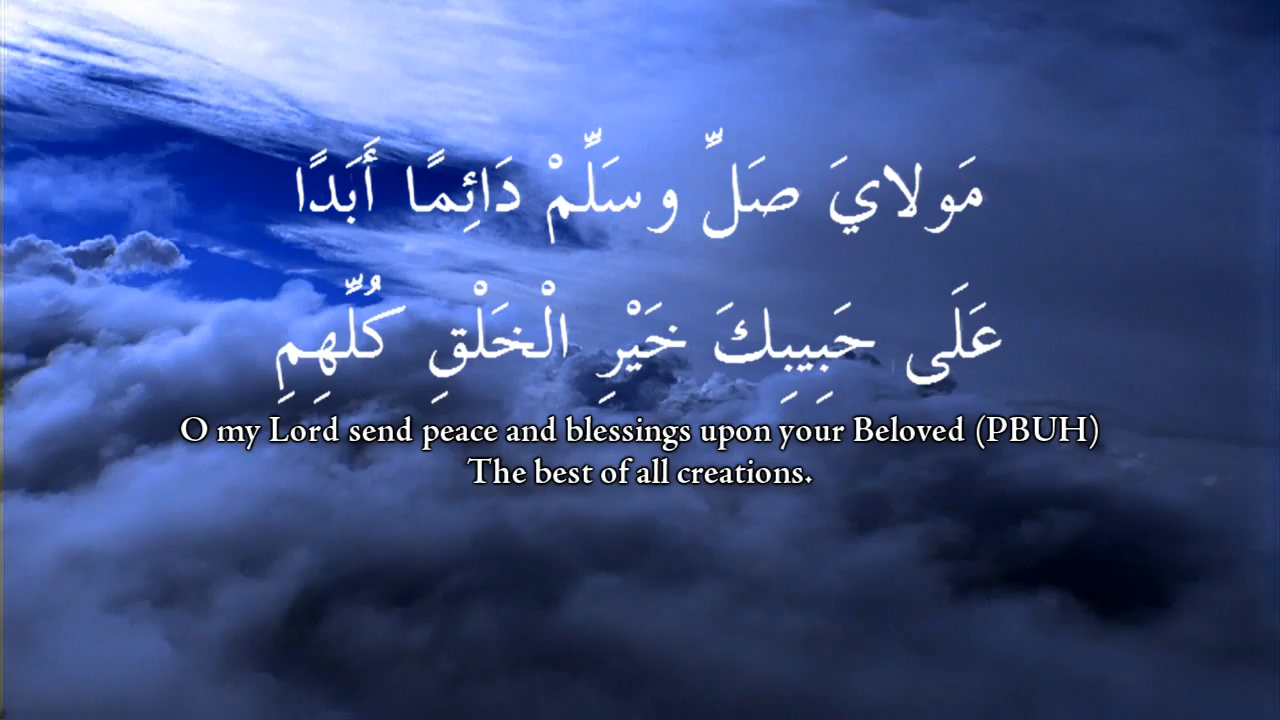 مَولايَ صَلِّ وسَلِّمْ دَائِمًا أَبَدًا
عَلَى حَبِيبِكَ خَيْرِ الْخَلْقِ كُلِّهِمِ
O my Lord send peace and blessings upon your Beloved (PBUH)
The best of all creations.